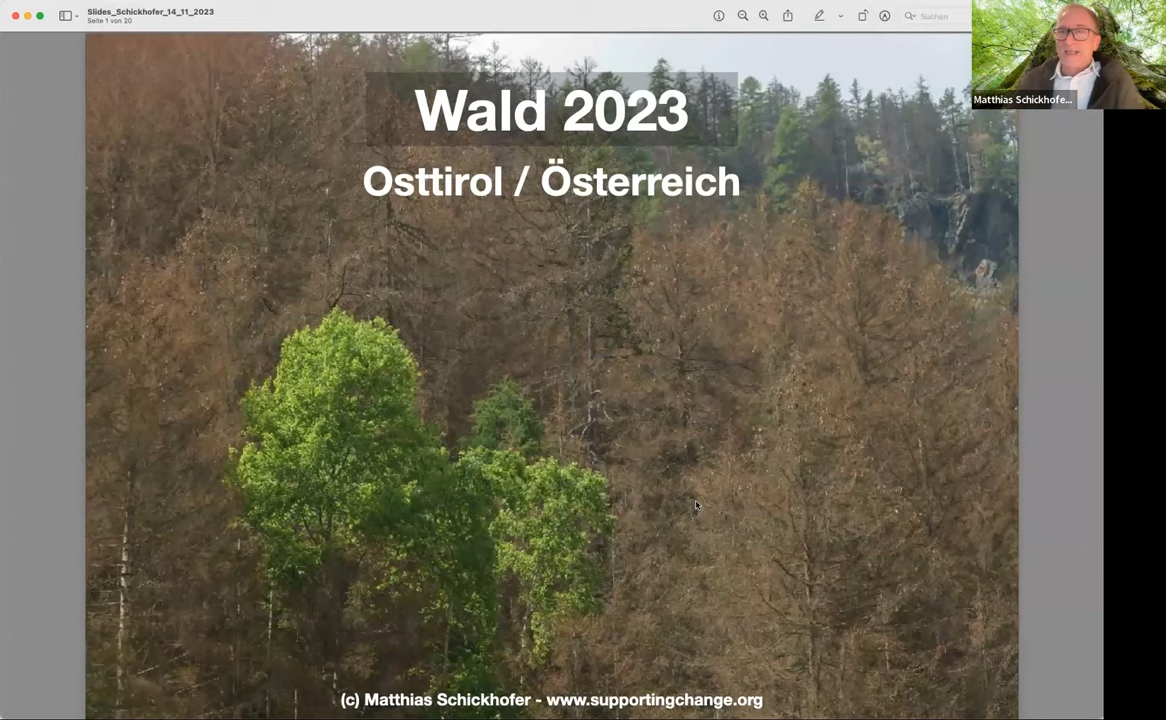 Slides_Schickhofer_14_11_2023
Seite 1 von 20
Suchen
Matthias Schickhofe...
Wald 2023
Osttirol / Österreich
(c) Matthias Schickhofer - www.supportingchange.org